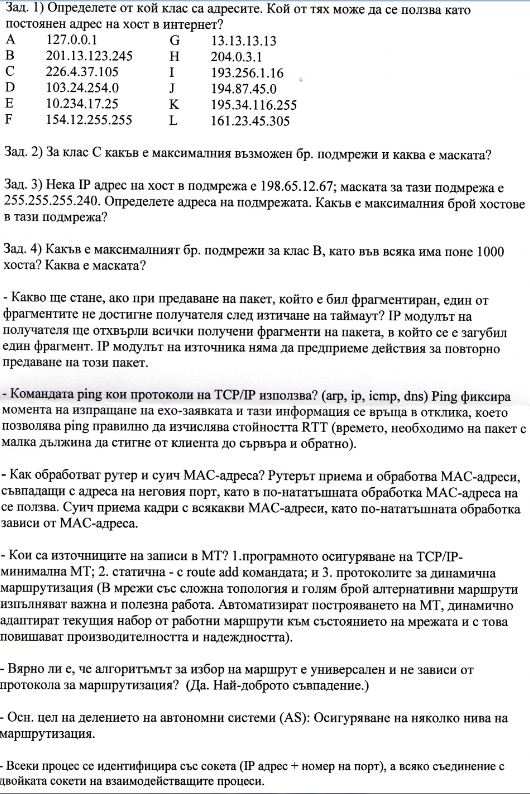 Зад. 1) Определете от кой клас са адресите. Кой от тях може да се ползва като
постоянен адрес на хост в интернет?
A 127.0.0.1 G 13.13.13.13
B 201.13.123.245 H 204.0.3.1
C 226.4.37.105 I 193.256.1.16
D 103.24.254.0 J 194.87.45.0
E 10.234.17.25 K 195.34.116.255
F 154.12.255.255 L 161.23.45.305
Зад. 2) За клас С какъв е максималния възможен бр. подмрежи и каква е маската?
Зад. 3) Нека IP адрес на хост в подмрежа е 198.65.12.67; маската за тази подмрежа е
255.255.255.240. Определете адреса на подмрежата. Какъв е максималния брой хостове
в тази подмрежа?
Зад. 4) Какъв е максималният бр. подмрежи за клас В, като във всяка има поне 1000
хоста? Каква е маската?
- Какво ще стане, ако при предаване на пакет, който е бил фрагментиран, един от
фрагментите не достигне получателя след изтичане на таймаут? IP модулът на
получателя ще отхвърли всички получени фрагменти на пакета, в който се е загубил
един фрагмент. IP модулът на източника няма да предприеме действия за повторно
предаване на този пакет.
- Командата ping кои протоколи на TCP/IP използва? (arp, ip, icmp, dns) Ping фиксира
момента на изпращане на ехо-заявката и тази информация се връща в отклика, което
позволява ping правилно да изчислява стойността RTT (времето, необходимо на пакет с
малка дължина да стигне от клиента до сървъра и обратно).
- Как обработват рутер и суич MAC-адреса? Рутерът приема и обработва MAC-адреси,
съвпадащи с адреса на неговия порт, като в по-нататъшната обработка MAC-адреса на
се ползва. Суич приема кадри с всякакви MAC-адреси, като по-нататъшната обработка
зависи от MAC-адреса.
- Кои са източниците на записи в МТ? 1.програмното осигуряване на TCP/IP-
минимална МТ; 2. статична - с route add командата; и 3. протоколите за динамична
маршрутизация (В мрежи със сложна топология и голям брой алтернативни маршрути
изпълняват важна и полезна работа. Автоматизират построяването на МТ, динамично
адаптират текущия набор от работни маршрути към състоянието на мрежата и с това
повишават производителността и надеждността).
- Вярно ли е, че алгоритъмът за избор на маршрут е универсален и не зависи от
протокола за маршрутизация? (Да. Най-доброто съвпадение.)
- Осн. цел на делението на автономни системи (AS): Осигуряване на няколко нива на
маршрутизация.
- Всеки процес се идентифицира със сокета (IP адрес + номер на порт), а всяко съединение с
двойката сокети на взаимодействащите процеси.